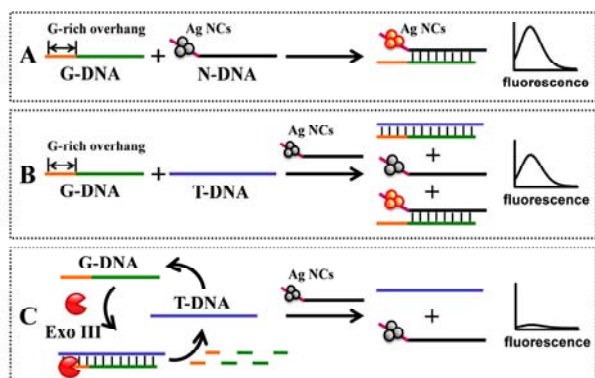 A
G-rich overhang
Ag NCs
Ag NCs
G-DNA
N-DNA
fluorescence
B
G-rich overhang
Ag NCs
G-DNA
T-DNA
fluorescence
C
G-DNA
Ag NCs
T-DNA
Exo III
fluorescence